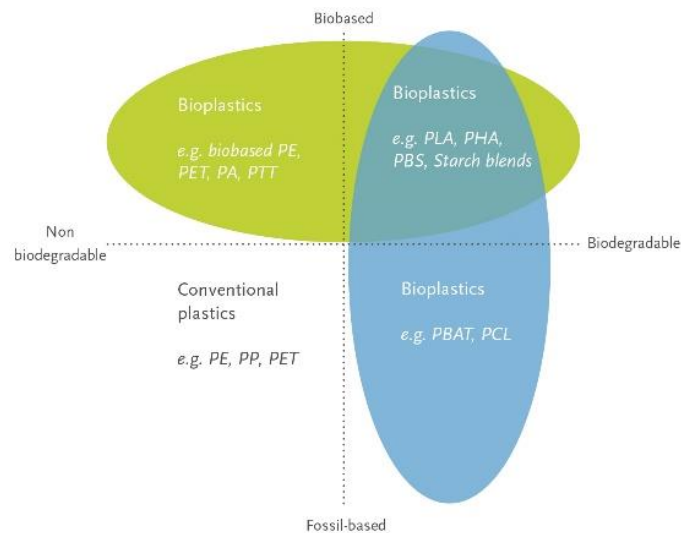 Biobased
Bioplastics
e.g. biobased PE,
PET, PA, PTT
Bioplastics
e.g. PLA, PHA,
PBS, Starch blends
Non
biodegradable
Biodegradable
Conventional
plastics
e.g. PE, PP, PET
Bioplastics
e.g. PBAT, PCL
Fossil-based